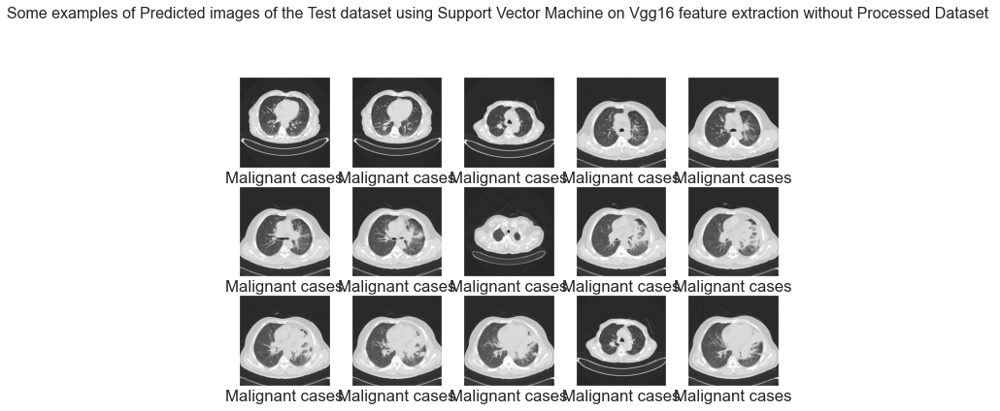 Some examples of Predicted images of the Test dataset using Support Vector Machine on Vgg16 feature extraction without Processed Dataset
Malignant cases Malignant cases Malignant cases Malignant cases Malignant cases
Malignant cases Malignant cases Malignant cases Malignant cases Malignant cases
Malignant cases Malignant cases Malignant cases Malignant cases Malignant cases